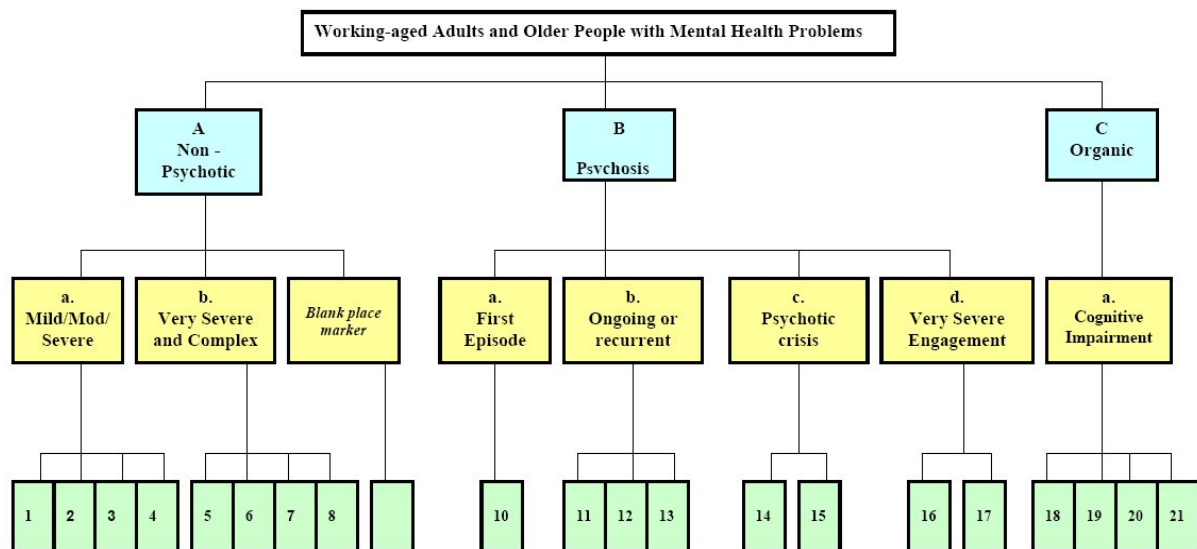 Working-aged Adults and Older People with Mental Health Problems
A
Non -
Psychotic
B
Psychosis
C
Organic
a.
Mild/Mod/
Severe
b.
Very Severe
and Complex
Blank place
marker
a.
First
Episode
b.
Ongoing or
recurrent
c.
Psychotic
crisis
d.
Very Severe
Engagement
a.
Cognitive
Impairment
1 2 3 4 5 6 7 8 10 11 12 13 14 15 16 17 18 19 20 21